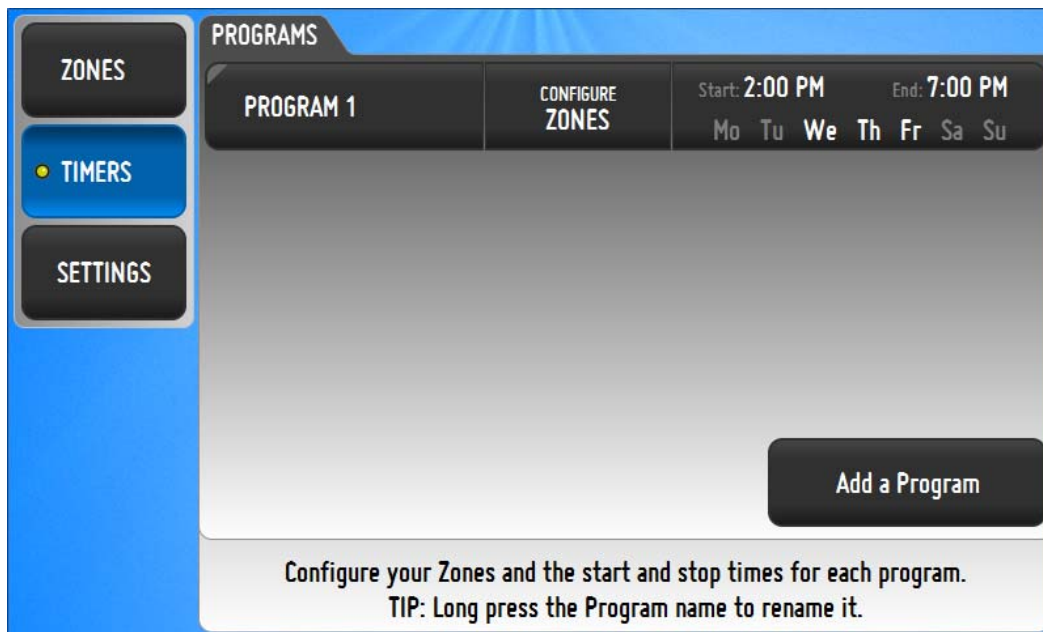 ZONES
TIMERS
SETTINGS
PROGRAMS
PROGRAM 1
CONFIGURE
ZONES
Start: 2:00 PM End: 7:00 PM
Mo Tu We Th Fr Sa Su
Add a Program
Configure your Zones and the start and stop times for each program.
TIP: Long press the Program name to rename it.